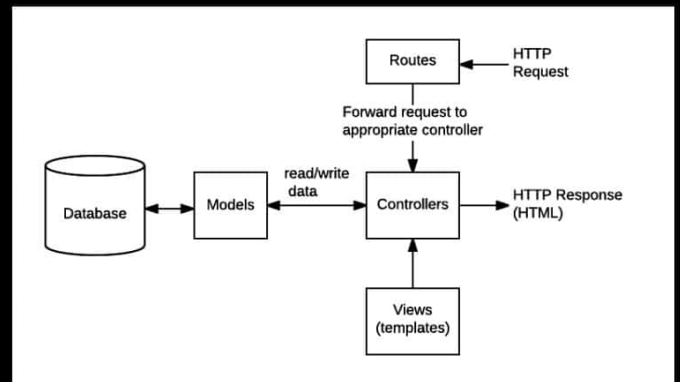 Routes
HTTP
Request
Forward request to
appropriate controller
read/write
data
Database
Models
Controllers
HTTP Response
(HTML)
Views
(templates)